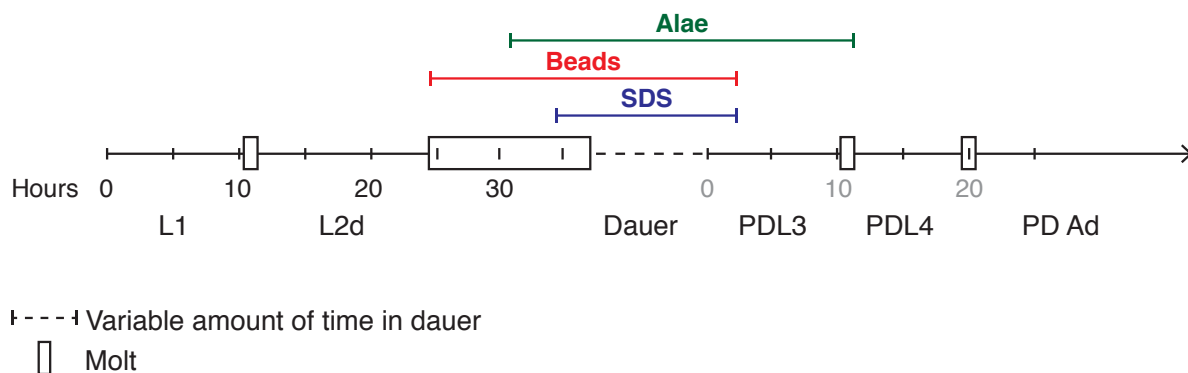 Alae
Beads
SDS
Hours 0 10 20 30 0 10 20
L1 L2d Dauer PDL3 PDL4 PD Ad
Variable amount of time in dauer
Molt